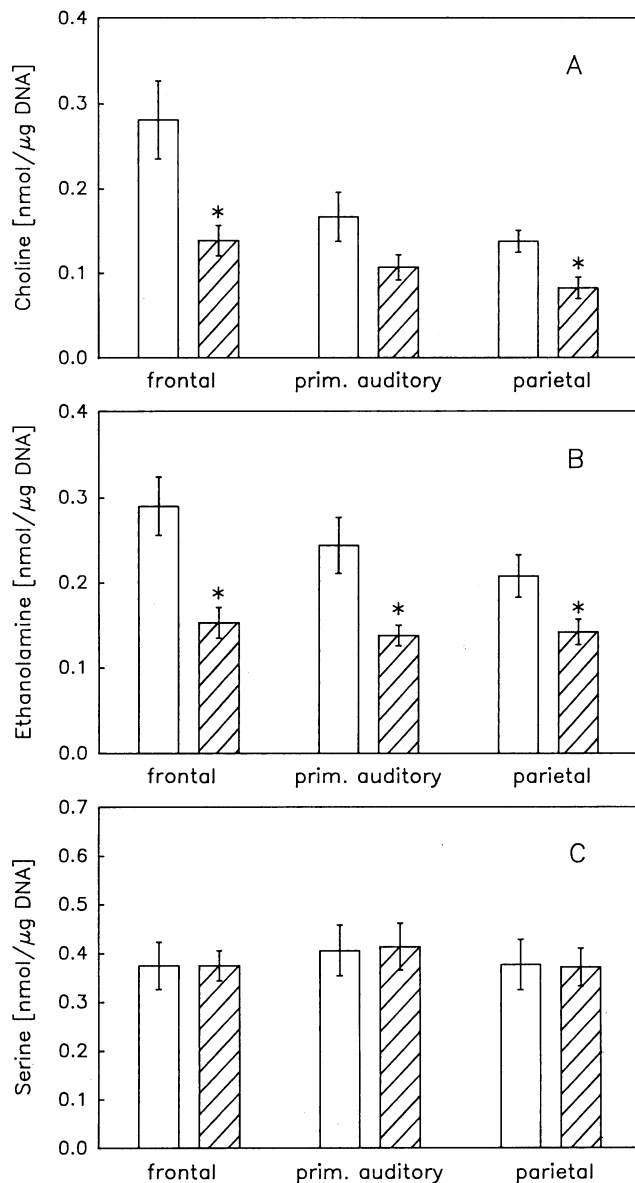 0.4
A
0.3
0.2
0.1
0.0
Choline [nmol/μg DNA]
*
*
frontal prim. auditory parietal
0.4
B
0.3
0.2
0.1
0.0
Ethanolamine [nmol/μg DNA]
*
*
*
frontal prim. auditory parietal
0.7
C
0.6
0.5
0.4
0.3
0.2
0.1
0.0
Serine [nmol/μg DNA]
frontal prim. auditory parietal